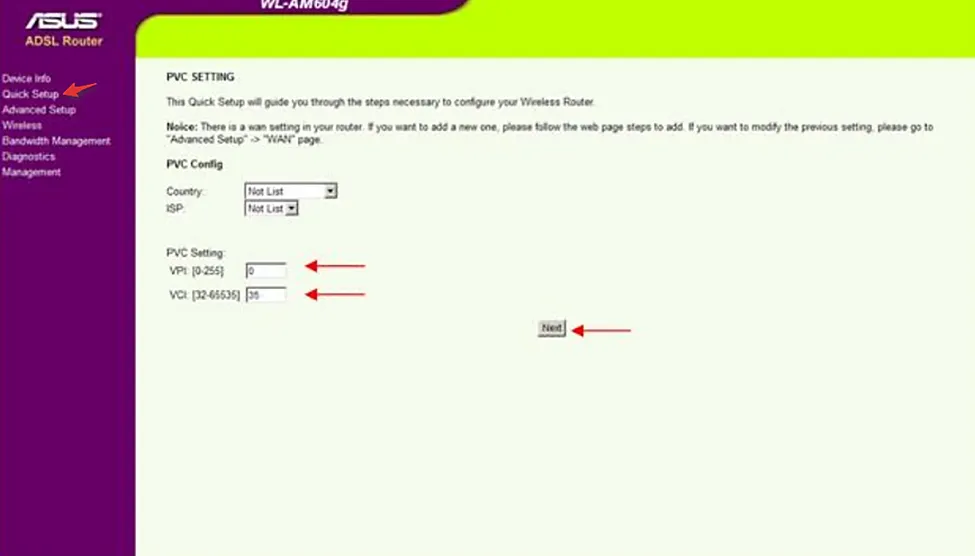 WL-AM604g
ASUS
ADSL Router
Device Info
Quick Setup
Advanced Setup
Wireless
Bandwidth Management
Diagnostics
Management
PVC SETTING
This Quick Setup will guide you through the steps necessary to configure your Wireless Router.
Noice: There is a wan setting in your router. If you want to add a new one, please follow the web page steps to add. If you want to modify the previous setting, please go to
"Advanced Setup" -> "WAN" page.
PVC Config
Country: Not List
ISP: Not List
PVC Setting:
VPI: [0-255] 0
VCI: [32-65535] 35
Next